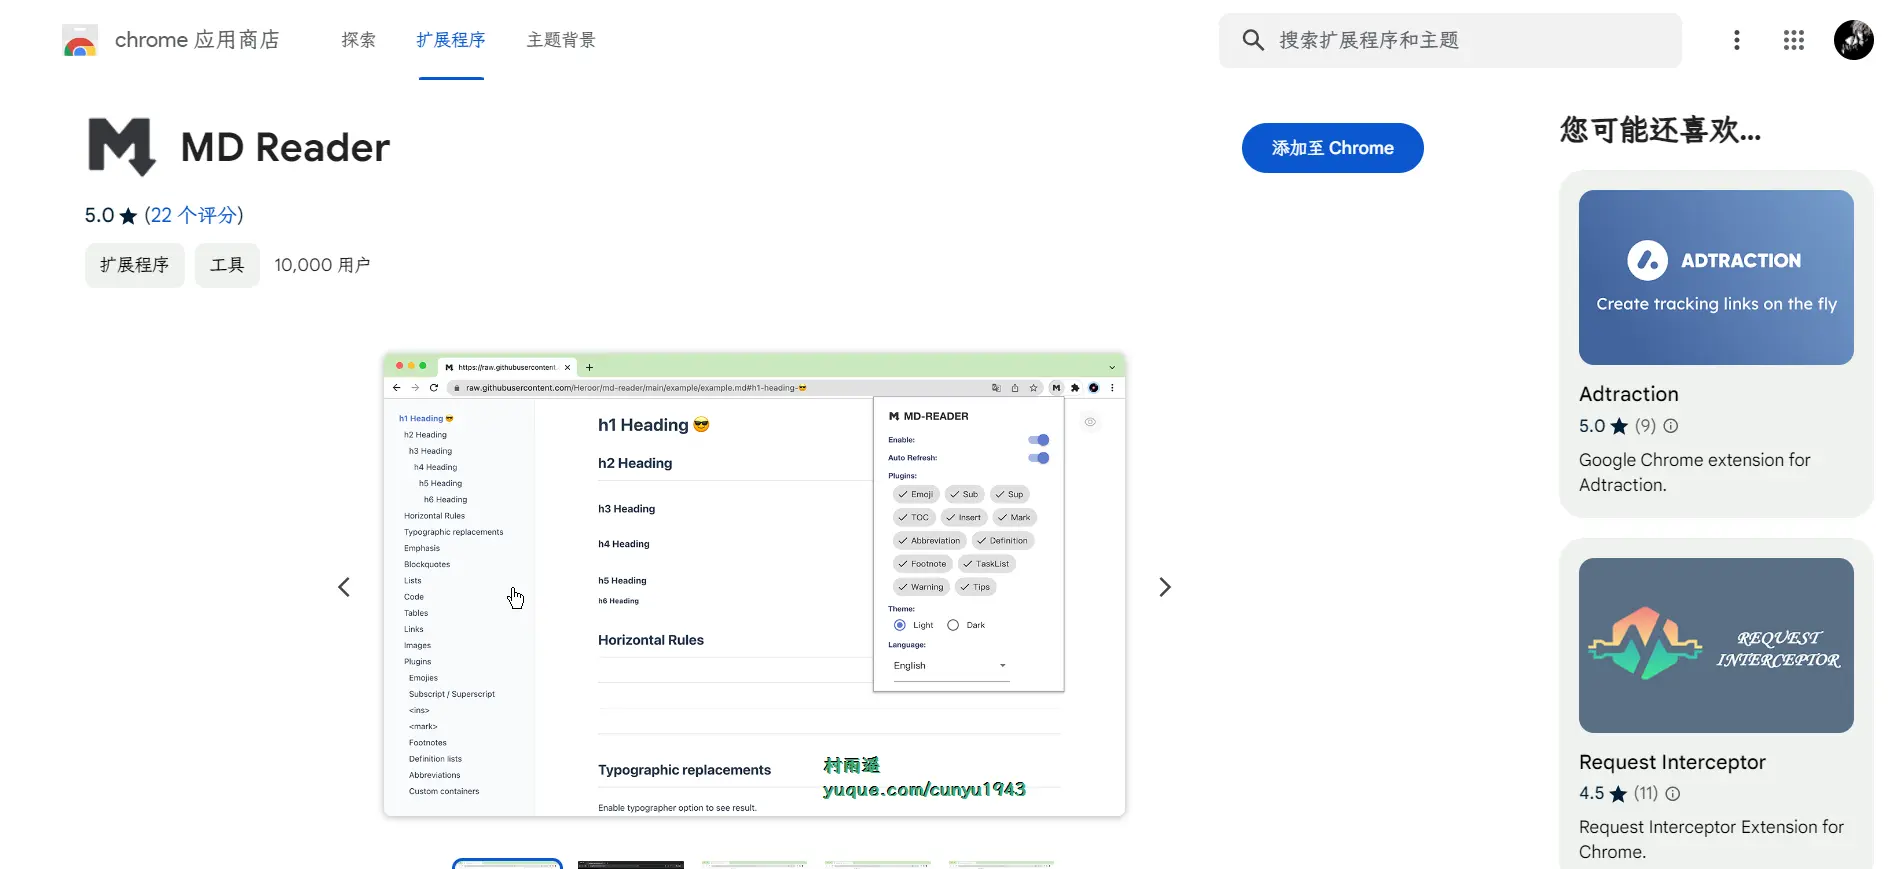 chrome 应用商店
探索
扩展程序
主题背景
搜索扩展程序和主题
MD Reader
添加至 Chrome
5.0 ★ (22 个评分)
扩展程序
工具
10,000 用户
https://raw.githubusercontent.
raw.githubusercontent.com/Heroor/md-reader/main/example/example.md#h1-heading-😎
h1 Heading 😎
h2 Heading
h3 Heading
h4 Heading
h5 Heading
h6 Heading
Horizontal Rules
Typographic replacements
Emphasis
Blockquotes
Lists
Code
Tables
Links
Images
Plugins
Emojies
Subscript / Superscript
<ins>
<mark>
Footnotes
Definition lists
Abbreviations
Custom containers
h1 Heading 😎
h2 Heading
h3 Heading
h4 Heading
h5 Heading
h6 Heading
Horizontal Rules
Typographic replacements
Enable typographer option to see result.
MD-READER
Enable:
Auto Refresh:
Plugins:
Emoji Sub Sup
TOC Insert Mark
Abbreviation Definition
Footnote TaskList
Warning Tips
Theme:
Light Dark
Language:
English
村雨遥
yuque.com/cunyu1943
您可能还喜欢...
ADTRACTION
Create tracking links on the fly
Adtraction
5.0 ★ (9)
Google Chrome extension for
Adtraction.
REQUEST
INTERCEPTOR
Request Interceptor
4.5 ★ (11)
Request Interceptor Extension for
Chrome.